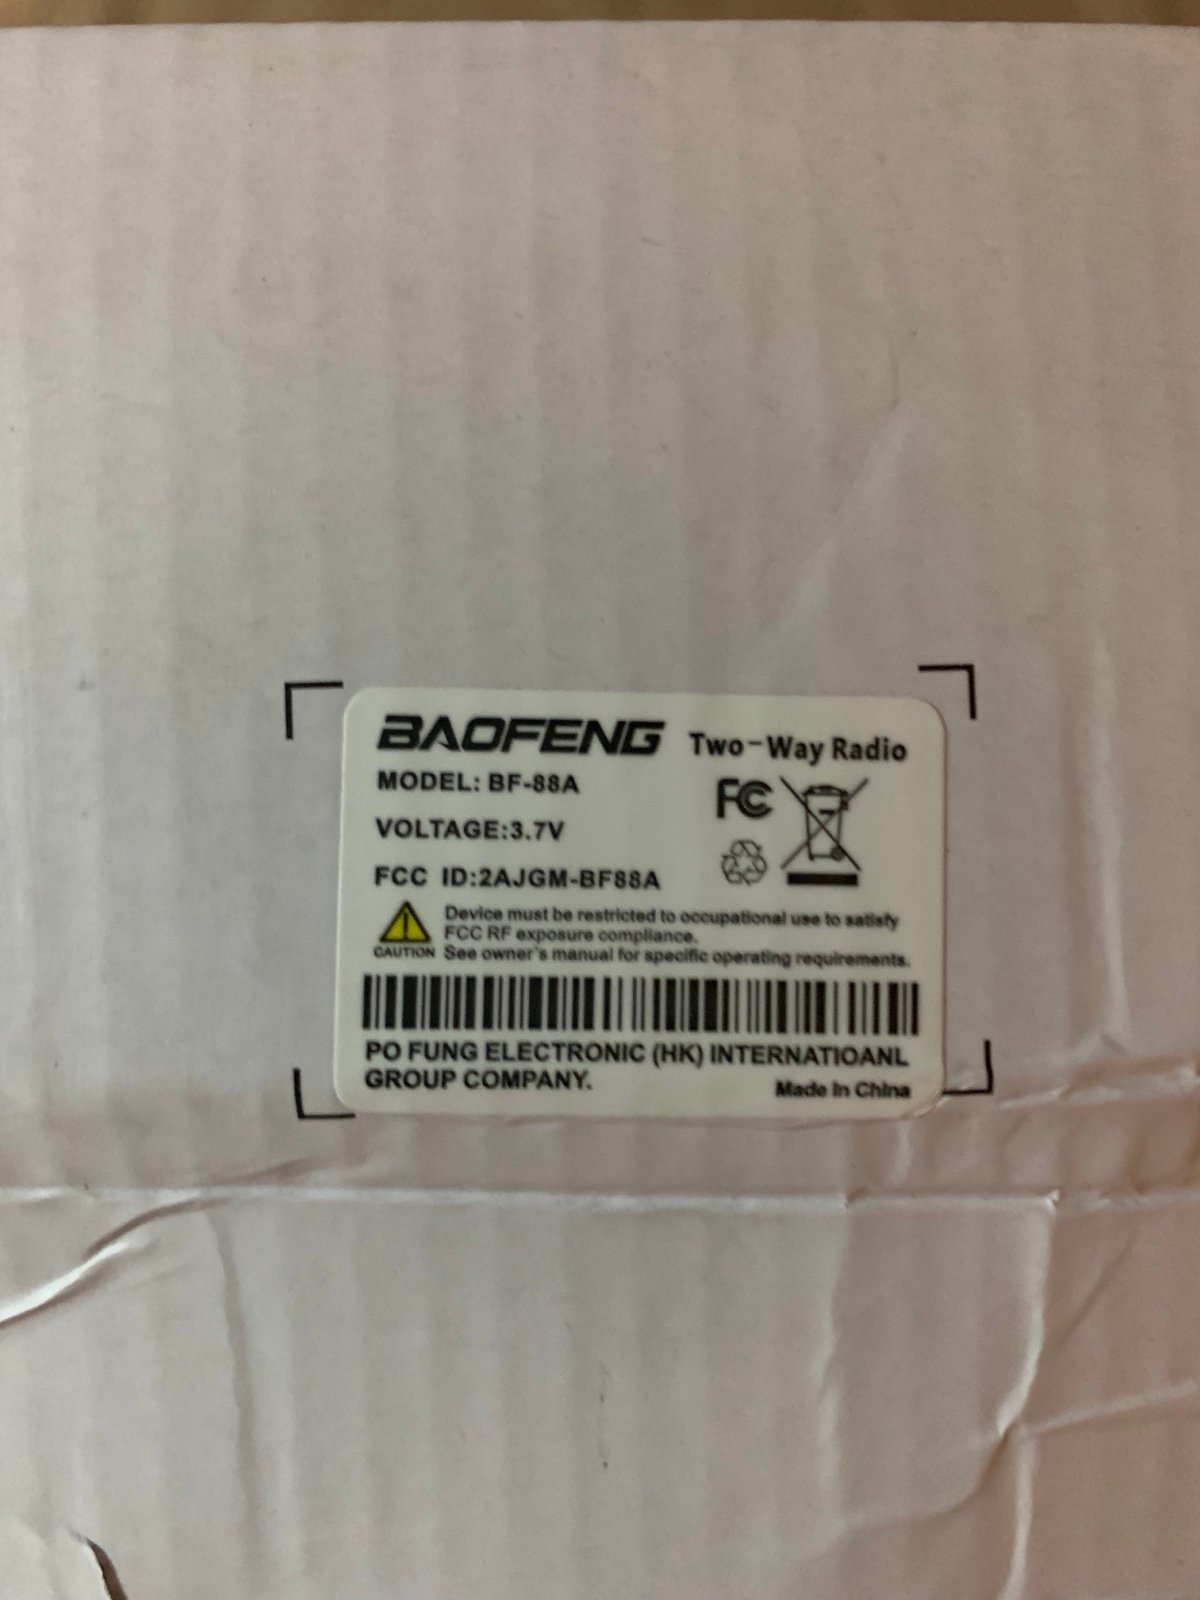 BAOFENG Two-Way Radio
MODEL: BF-88A
FC
VOLTAGE:3.7V
FCC ID:2AJGM-BF88A
Device must be restricted to occupational use to satisfy
FCC RF exposure compliance.
CAUTION See owner's manual for specific operating requirements.
PO FUNG ELECTRONIC (HK) INTERNATIOANL
GROUP COMPANY.
Made In China